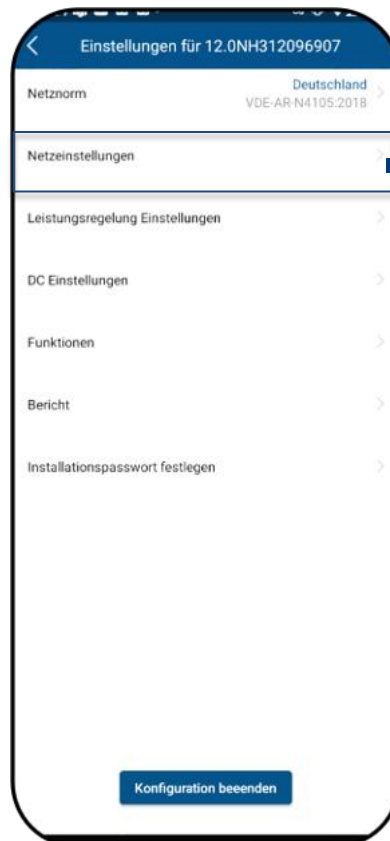 Einstellungen für 12.0NH312096907
Netznorm
Deutschland
VDE-AR-N4105:2018
Netzeinstellungen
Leistungsregelung Einstellungen
DC Einstellungen
Funktionen
Bericht
Installationspasswort festlegen
Konfiguration beeenden